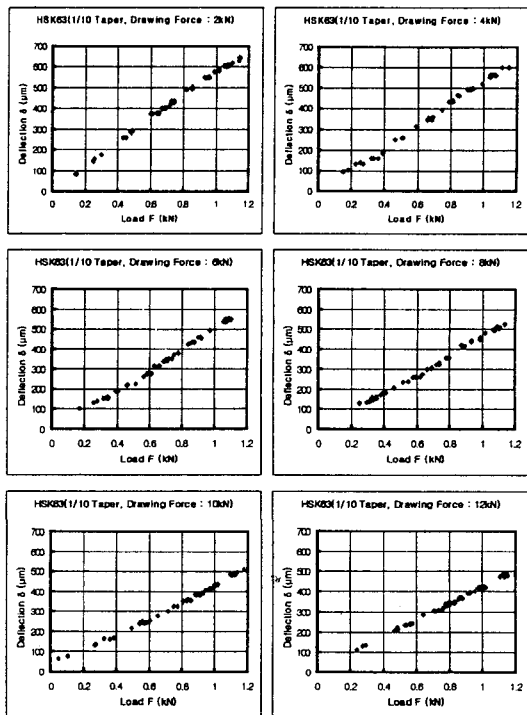 HSK63(1/10 Taper, Drawing Force : 2kN)
700
600
500
400
300
200
100
0
Deflection δ (μm)
0 0.2 0.4 0.6 0.8 1 1.2
Load F (kN)
HSK63(1/10 Taper, Drawing Force : 4kN)
700
600
500
400
300
200
100
0
Deflection δ (μm)
0 0.2 0.4 0.6 0.8 1 1.2
Load F (kN)
HSK63(1/10 Taper, Drawing Force : 6kN)
700
600
500
400
300
200
100
0
Deflection δ (μm)
0 0.2 0.4 0.6 0.8 1 1.2
Load F (kN)
HSK63(1/10 Taper, Drawing Force : 8kN)
700
600
500
400
300
200
100
0
Deflection δ (μm)
0 0.2 0.4 0.6 0.8 1 1.2
Load F (kN)
HSK63(1/10 Taper, Drawing Force : 10kN)
700
600
500
400
300
200
100
0
Deflection δ (μm)
0 0.2 0.4 0.6 0.8 1 1.2
Load F (kN)
HSK63(1/10 Taper, Drawing Force : 12kN)
700
600
500
400
300
200
100
0
Deflection δ (μm)
0 0.2 0.4 0.6 0.8 1 1.2
Load F (kN)